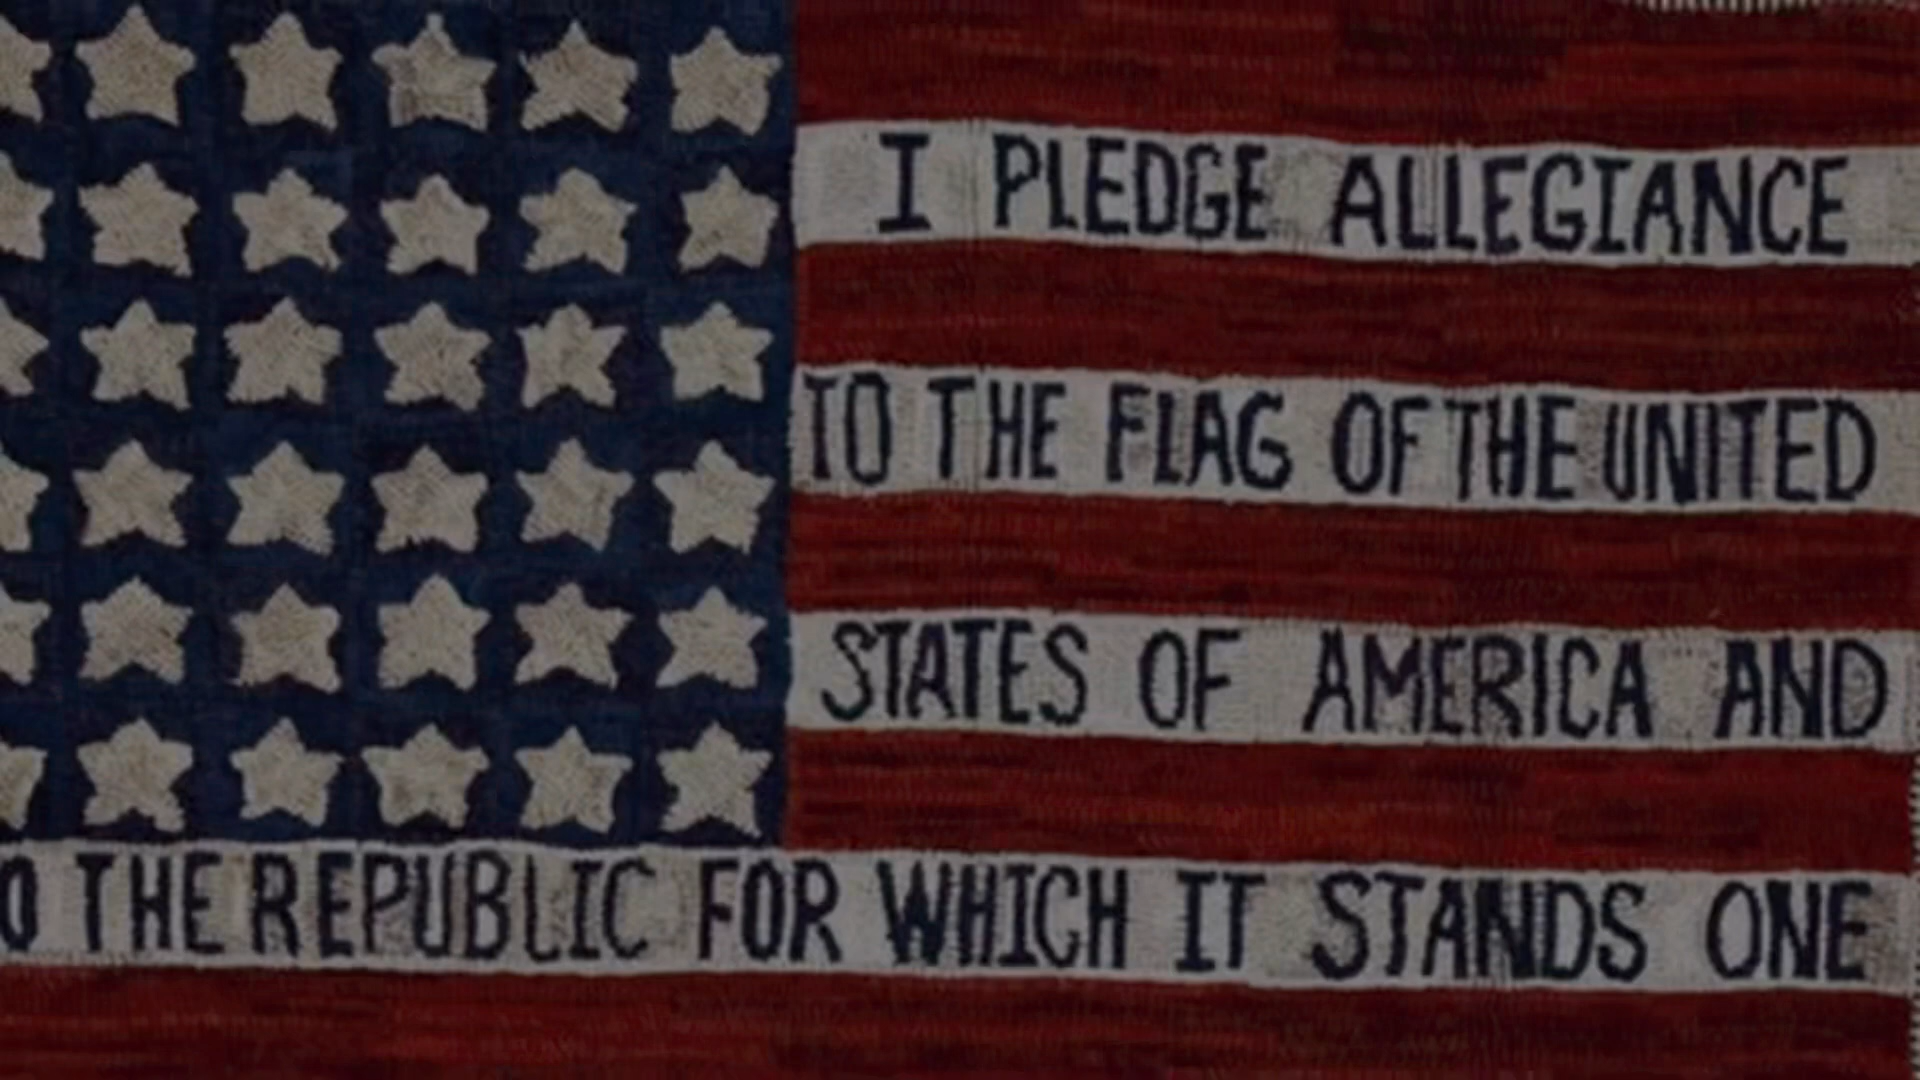 I PLEDGE ALLEGIANCE
TO THE FLAG OF THE UNITED
STATES OF AMERICA AND
O THE REPUBLIC FOR WHICH IT STANDS ONE